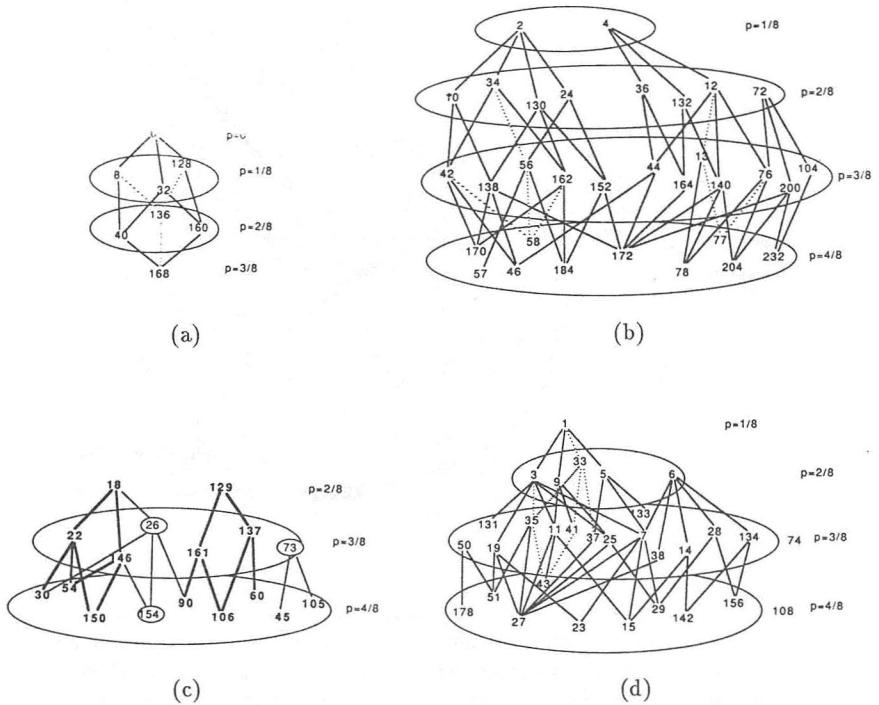 p=0
8 128 p=1/8
32
136
40 160 p=2/8
168 p=3/8
(a)
2 4 p=1/8
34 12 72
10 24 36 p=2/8
130 132
56 44 13 76 104
42 162 p=3/8
138 152 164 140 200
58 77
170 172 232
57 46 184 78 204 p=4/8
(b)
18 129 p=2/8
26
22 137
73 p=3/8
146 161
54
30 90 60 105
150 154 106 45 p=4/8
(c)
1 p=1/8
33
3 5 6 p=2/8
9
133
131 35 11 41 28
37 25 7 134 74 p=3/8
50 19 38 14
43
51 29 156
178 108 p=4/8
27 23 15 142
(d)